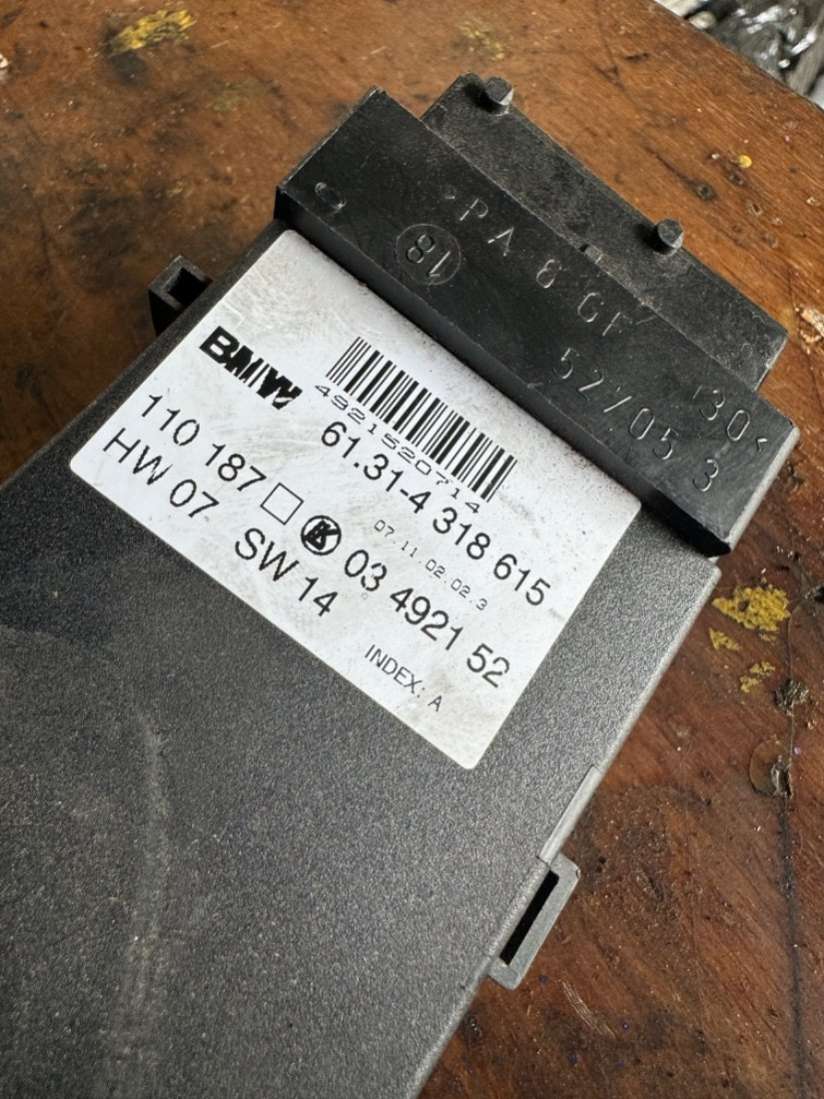 >PA 6 GF 30<
18
52705 3
BMW
4921520714
61.31-4 318 615
07.11.02.02.3
110 187 □ K 03 4921 52
HW 07 SW 14
INDEX: A